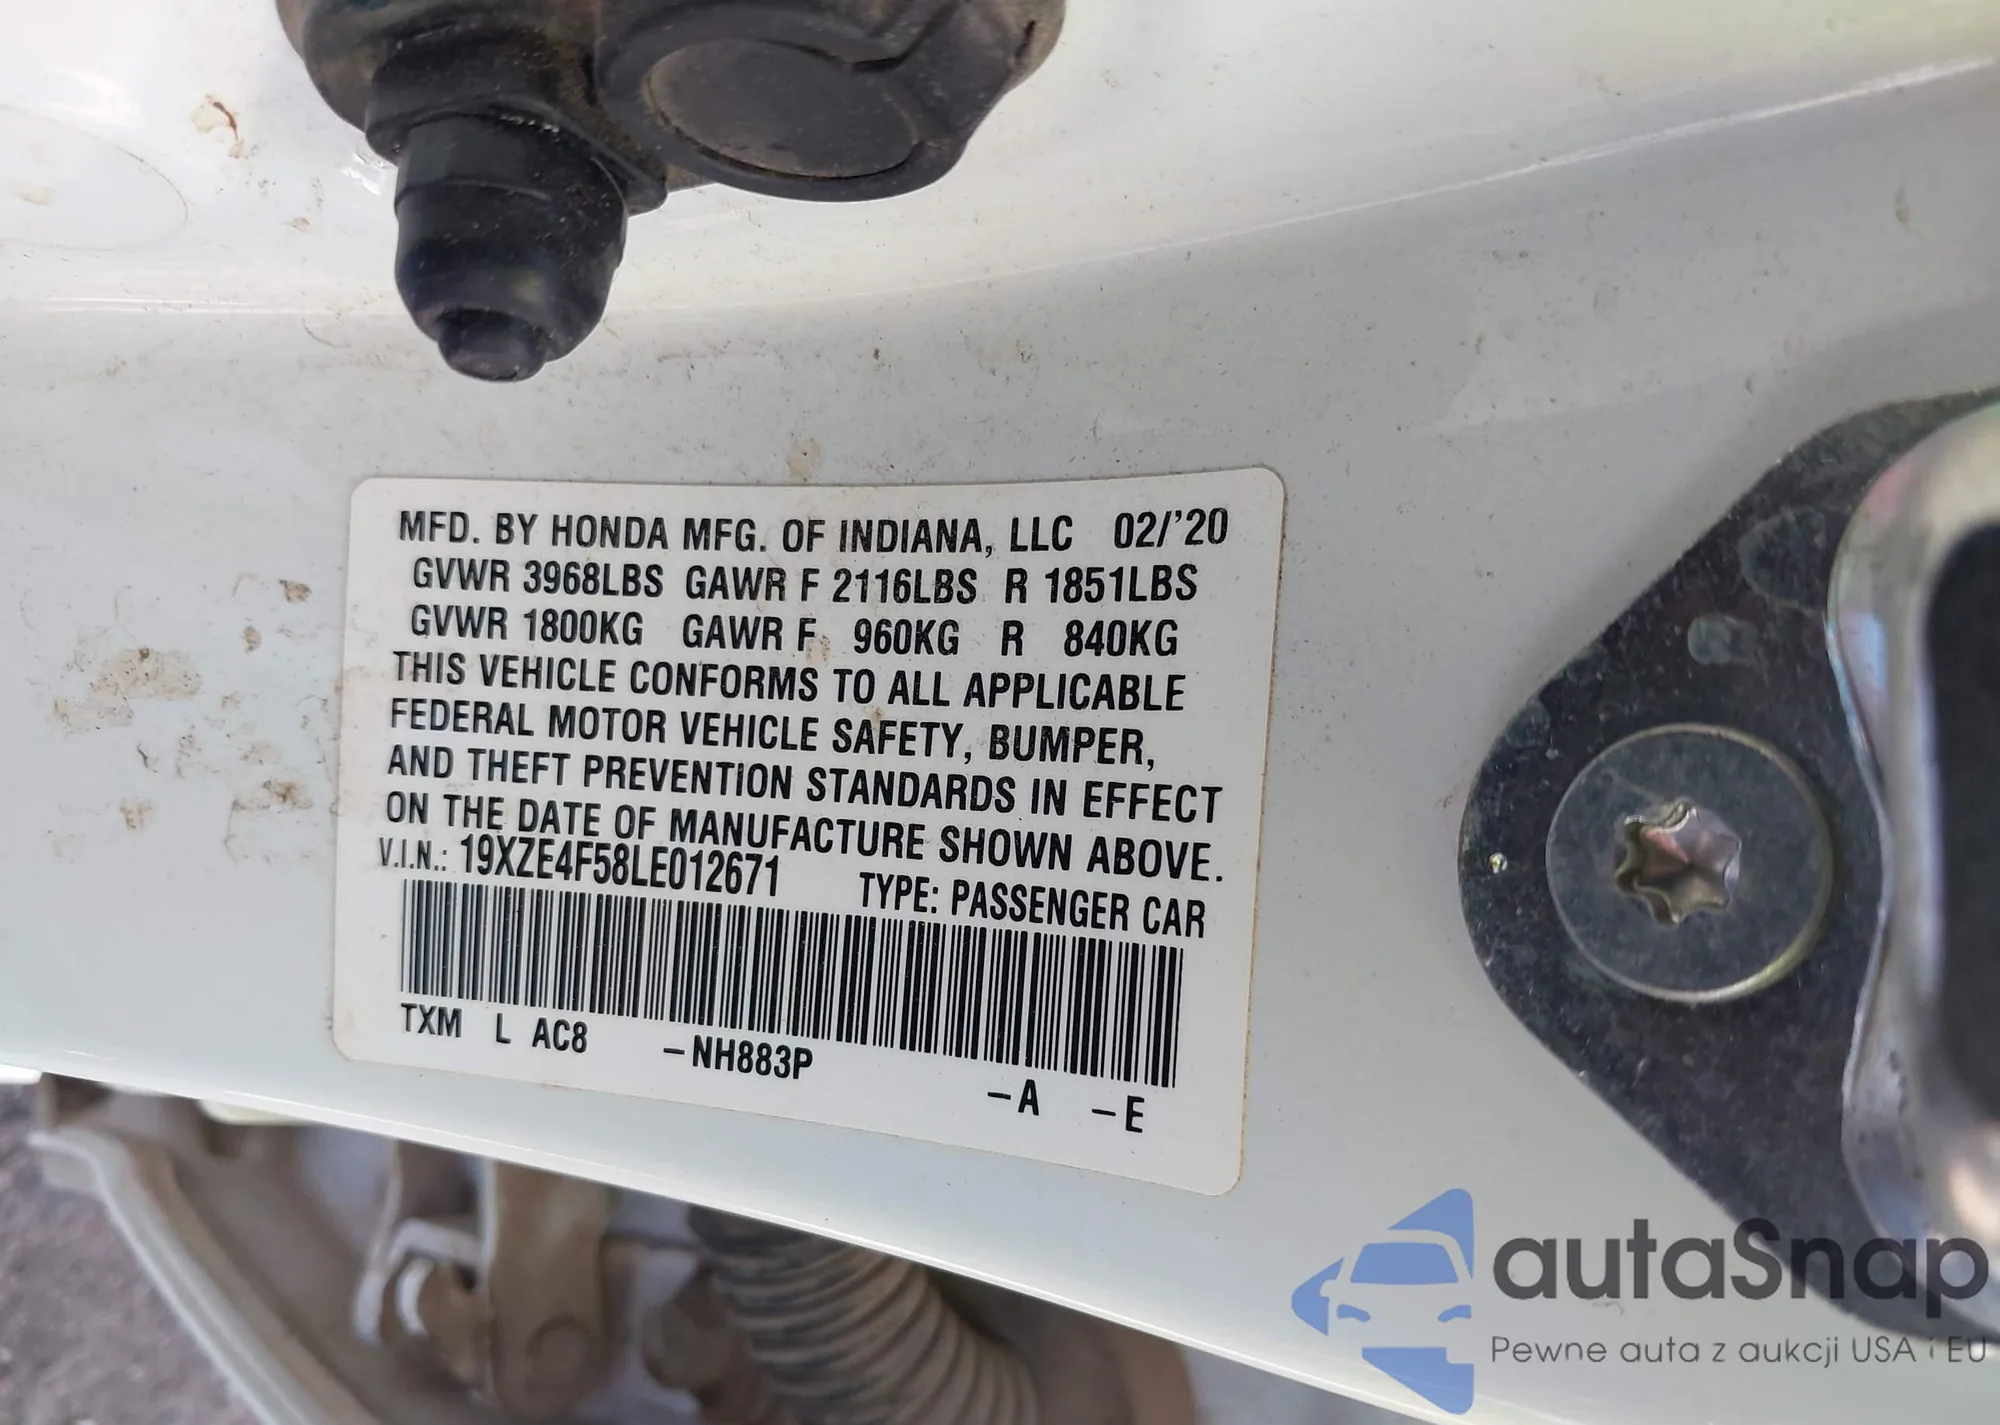 MFD. BY HONDA MFG. OF INDIANA, LLC 02/'20
GVWR 3968LBS GAWR F 2116LBS R 1851LBS
GVWR 1800KG GAWR F 960KG R 840KG
THIS VEHICLE CONFORMS TO ALL APPLICABLE
FEDERAL MOTOR VEHICLE SAFETY, BUMPER,
AND THEFT PREVENTION STANDARDS IN EFFECT
ON THE DATE OF MANUFACTURE SHOWN ABOVE.
V.I.N.: 19XZE4F58LE012671 TYPE: PASSENGER CAR
TXM L AC8 –NH883P –A –E
autaSnap
Pewne auta z aukcji USA i EU